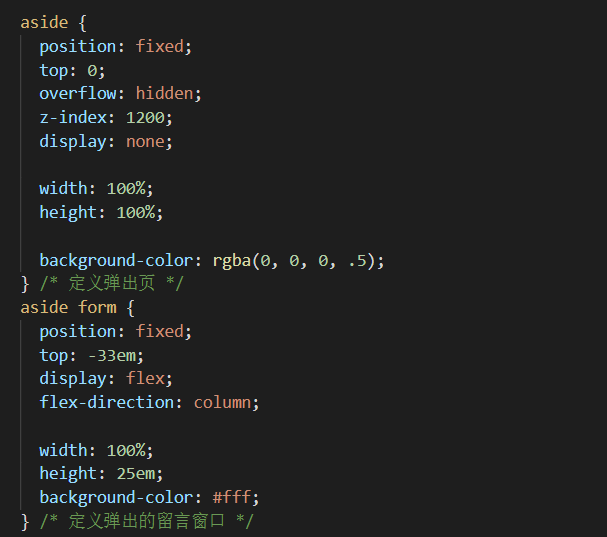 aside {
position: fixed;
top: 0;
overflow: hidden;
z-index: 1200;
display: none;
width: 100%;
height: 100%;
background-color: rgba(0, 0, 0, .5);
} /* 定义弹出页 */
aside form {
position: fixed;
top: -33em;
display: flex;
flex-direction: column;
width: 100%;
height: 25em;
background-color: #fff;
} /* 定义弹出的留言窗口 */